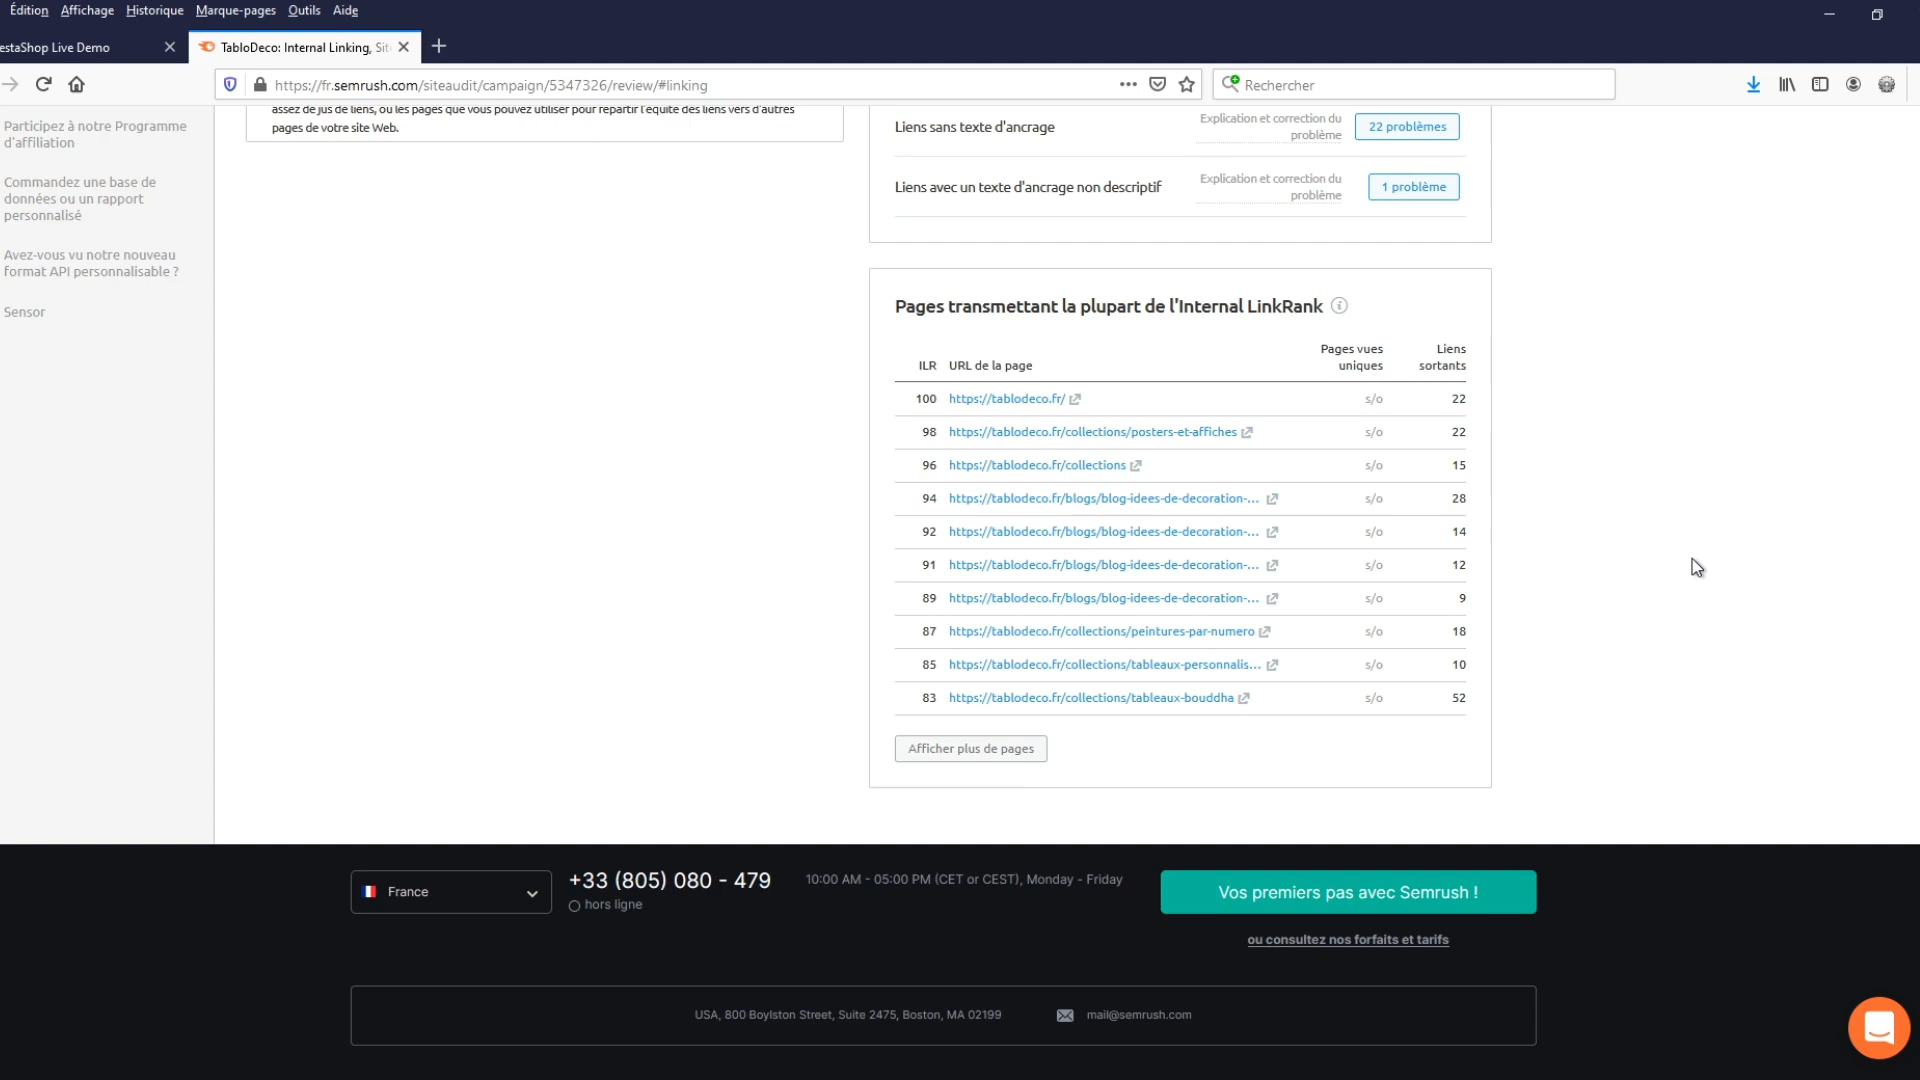 Édition Affichage Historique Marque-pages Outils Aide
estaShop Live Demo
TabloDeco: Internal Linking, Sit
https://fr.semrush.com/siteaudit/campaign/5347326/review/#linking
Rechercher
Participez à notre Programme
d'affiliation
Commandez une base de
données ou un rapport
personnalisé
Avez-vous vu notre nouveau
format API personnalisable ?
Sensor
assez de jus de liens, ou les pages que vous pouvez utiliser pour répartir l'équité des liens vers d'autres
pages de votre site Web.
Liens sans texte d'ancrage
Explication et correction du
problème
22 problèmes
Liens avec un texte d'ancrage non descriptif
Explication et correction du
problème
1 problème
Pages transmettant la plupart de l'Internal LinkRank
ILR URL de la page Pages vues uniques Liens sortants
100 https://tablodeco.fr/ s/o 22
98 https://tablodeco.fr/collections/posters-et-affiches s/o 22
96 https://tablodeco.fr/collections s/o 15
94 https://tablodeco.fr/blogs/blog-idees-de-decoration-... s/o 28
92 https://tablodeco.fr/blogs/blog-idees-de-decoration-... s/o 14
91 https://tablodeco.fr/blogs/blog-idees-de-decoration-... s/o 12
89 https://tablodeco.fr/blogs/blog-idees-de-decoration-... s/o 9
87 https://tablodeco.fr/collections/peintures-par-numero s/o 18
85 https://tablodeco.fr/collections/tableaux-personnalis... s/o 10
83 https://tablodeco.fr/collections/tableaux-bouddha s/o 52
Afficher plus de pages
France
+33 (805) 080 - 479
hors ligne
10:00 AM - 05:00 PM (CET or CEST), Monday - Friday
Vos premiers pas avec Semrush !
ou consultez nos forfaits et tarifs
USA, 800 Boylston Street, Suite 2475, Boston, MA 02199
mail@semrush.com